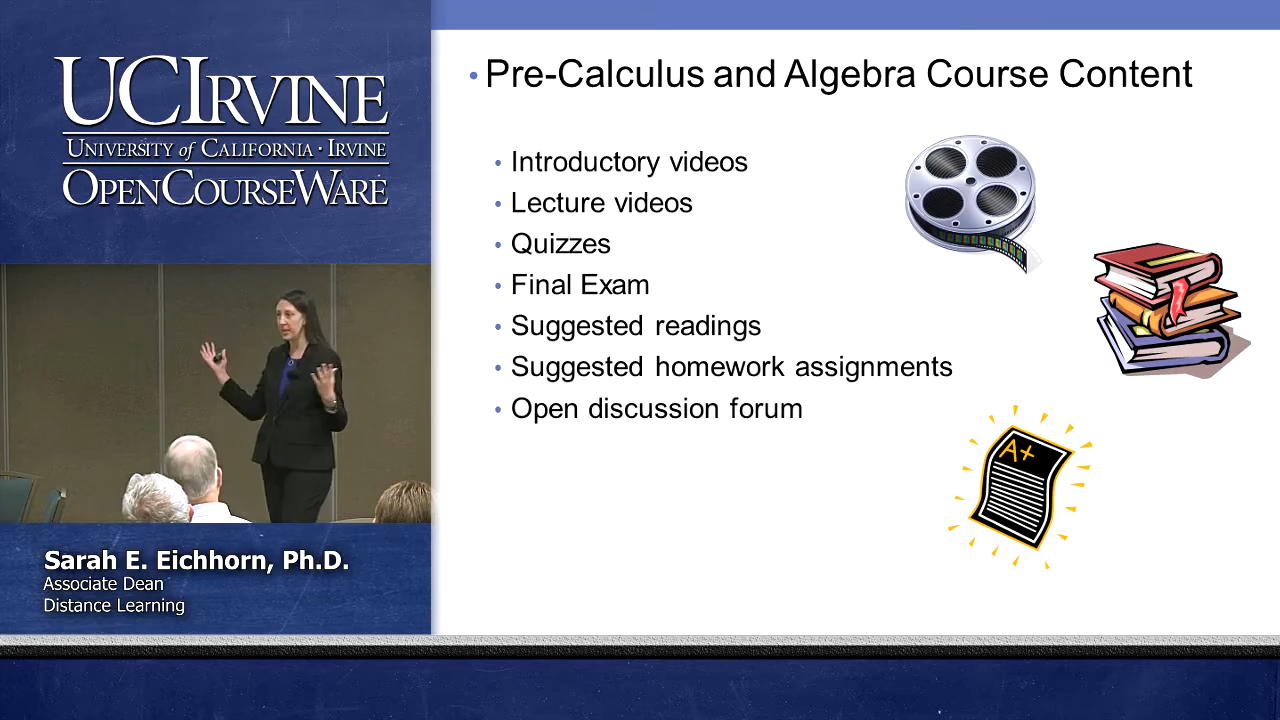 UCIRVINE
UNIVERSITY of CALIFORNIA · IRVINE
OPENCOURSEWARE
Sarah E. Eichhorn, Ph.D.
Associate Dean
Distance Learning
• Pre-Calculus and Algebra Course Content
• Introductory videos
• Lecture videos
• Quizzes
• Final Exam
• Suggested readings
• Suggested homework assignments
• Open discussion forum
A+